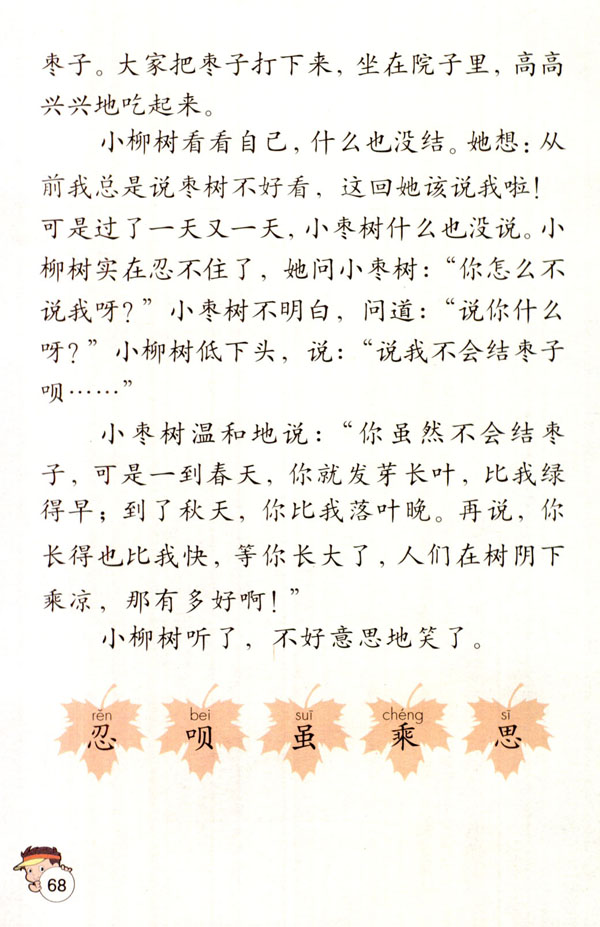 枣子。大家把枣子打下来，坐在院子里，高高
兴兴地吃起来。
小柳树看看自己，什么也没结。她想：从
前我总是说枣树不好看，这回她该说我啦！
可是过了一天又一天，小枣树什么也没说。小
柳树实在忍不住了，她问小枣树：“你怎么不
说我呀？”小枣树不明白，问道：“说你什么
呀？”小柳树低下头，说：“说我不会结枣子
呗……”
小枣树温和地说：“你虽然不会结枣
子，可是一到春天，你就发芽长叶，比我绿
得早；到了秋天，你比我落叶晚。再说，你
长得也比我快，等你长大了，人们在树阴下
乘凉，那有多好啊！”
小柳树听了，不好意思地笑了。
rěn bei suī chéng sī
忍 呗 虽 乘 思
68